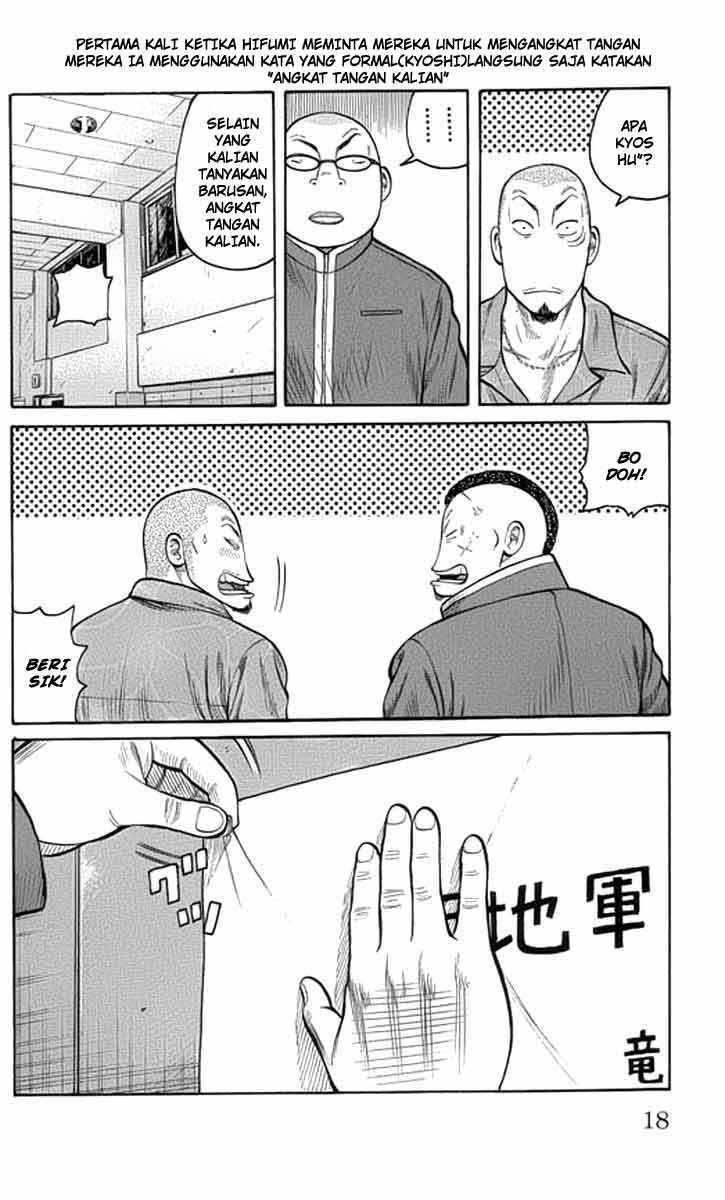 PERTAMA KALI KETIKA HIFUMI MEMINTA MEREKA UNTUK MENGANGKAT TANGAN
MEREKA IA MENGGUNAKAN KATA YANG FORMAL(KYOSHI)LANGSUNG SAJA KATAKAN
"ANGKAT TANGAN KALIAN"
APA
KYOS
HU"?
......
SELAIN
YANG
KALIAN
TANYAKAN
BARUSAN,
ANGKAT
TANGAN
KALIAN.
BO
DOH!
BERI
SIK!
軍
地
竜
グッ
18